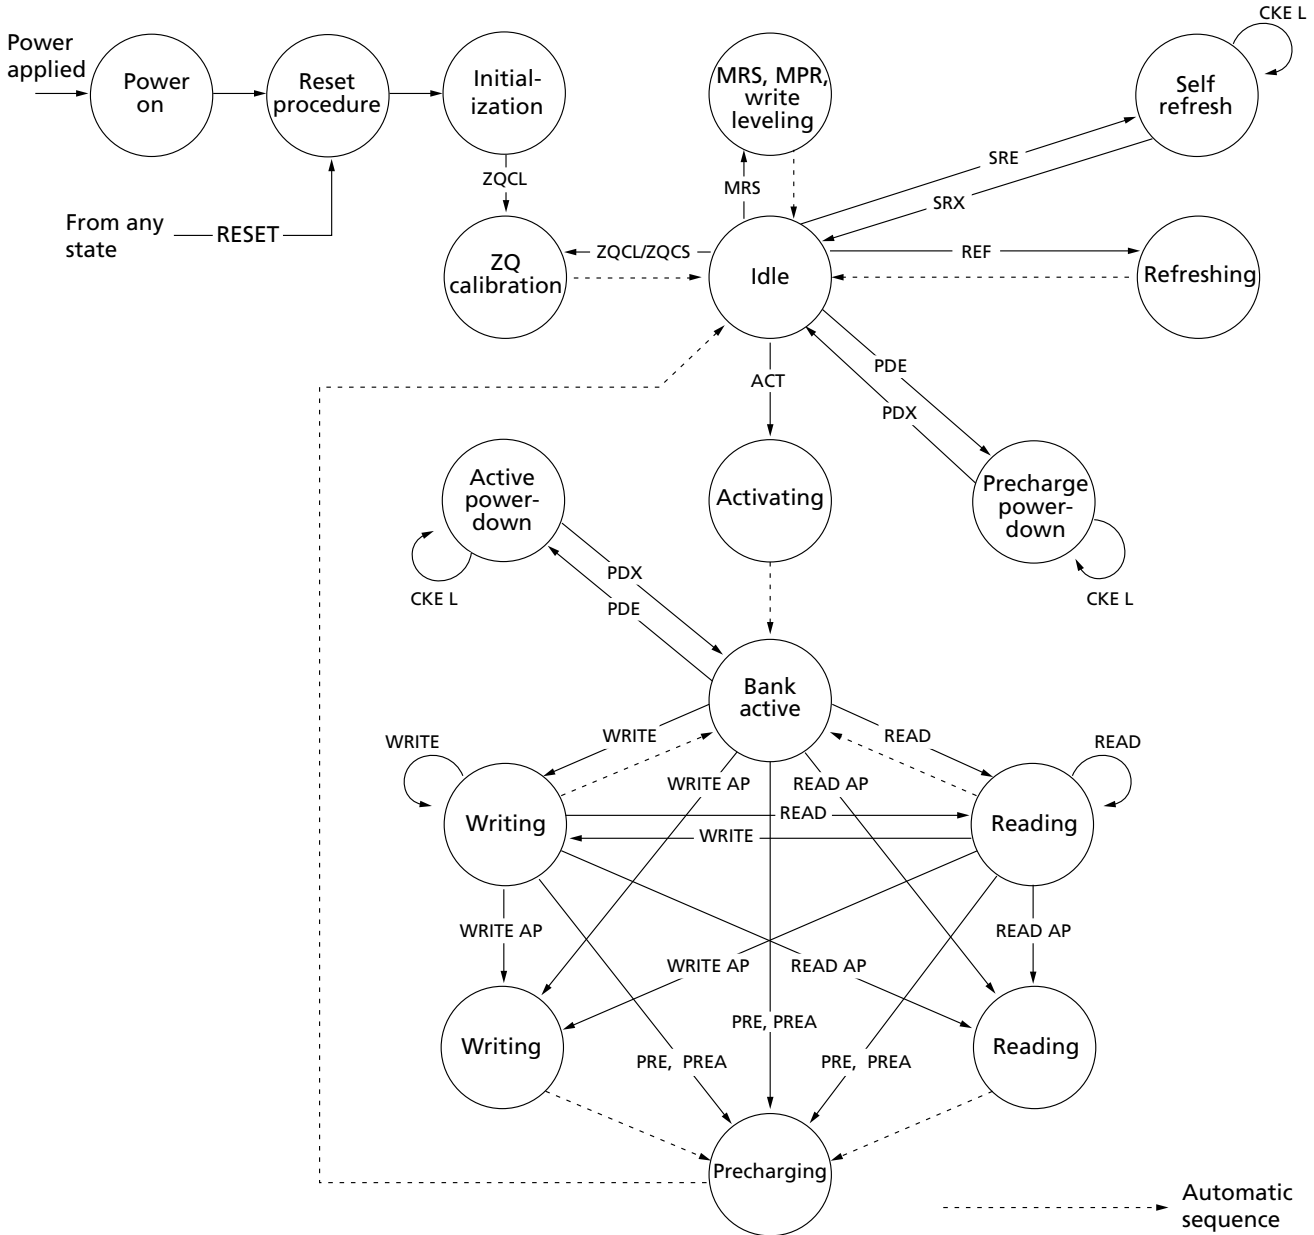 CKE L
Power
applied
Power
on
Reset
procedure
Initial-
ization
MRS, MPR,
write
leveling
Self
refresh
SRE
ZQCL
MRS
SRX
From any
state
RESET
ZQ
calibration
ZQCL/ZQCS
Idle
REF
Refreshing
PDE
ACT
PDX
Active
power-
down
Activating
Precharge
power-
down
PDX
CKE L
PDE
CKE L
Bank
active
WRITE
WRITE
READ
READ
WRITE AP
READ AP
Writing
READ
Reading
WRITE
WRITE AP
READ AP
WRITE AP
READ AP
PRE, PREA
Writing
Reading
PRE, PREA
PRE, PREA
Precharging
Automatic
sequence